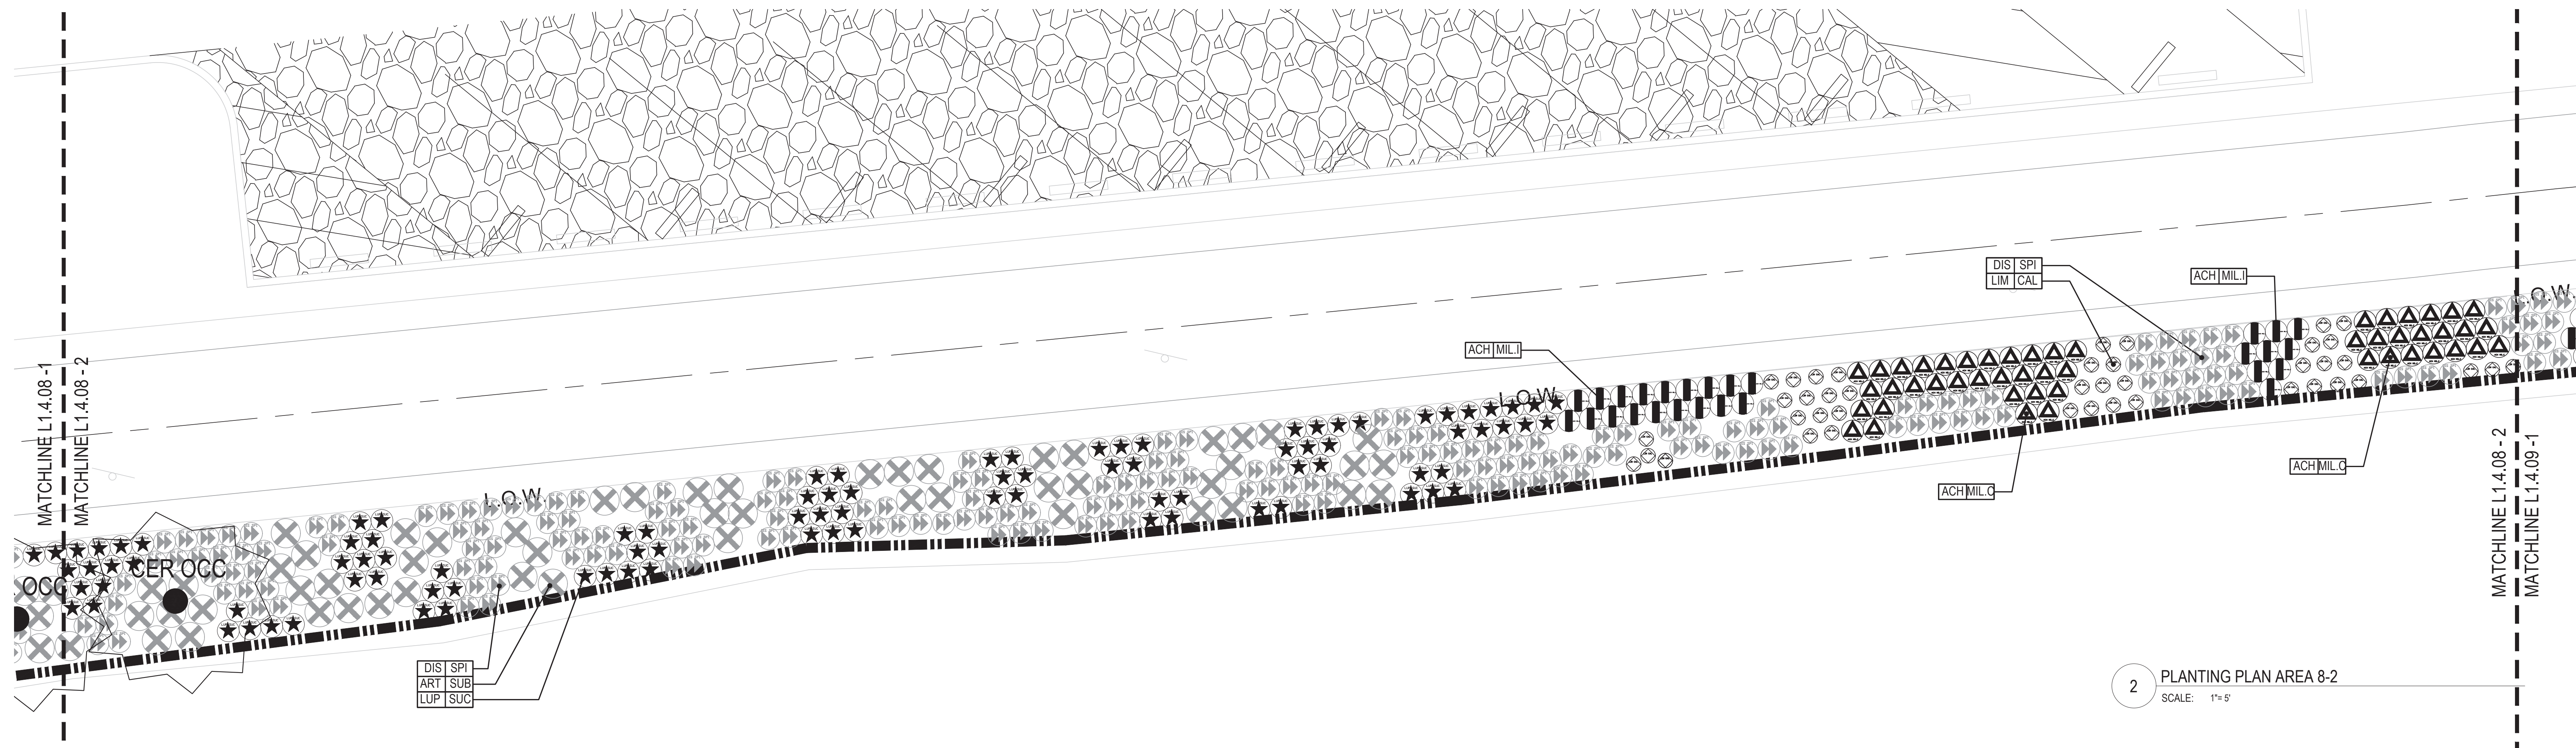 MATCHLINE L1.4.08 -1
MATCHLINE L1.4.08 - 2
OCC
CER OCC
L.O.W
DIS SPI
ART SUB
LUP SUC
ACH MIL.I
L.O.W
DIS SPI
LIM CAL
ACH MIL.I
ACH MIL.O
ACH MIL.O
L.O.W
MATCHLINE L1.4.08 - 2
MATCHLINE L1.4.09 -1
2 PLANTING PLAN AREA 8-2
SCALE: 1"= 5'